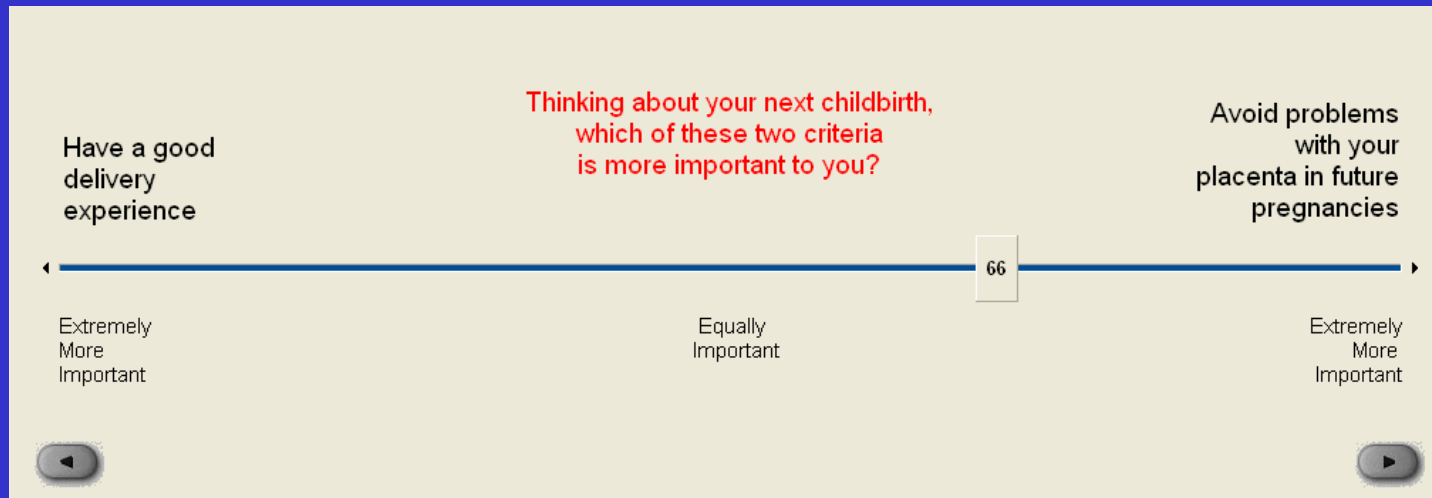 Have a good
delivery
experience
Thinking about your next childbirth,
which of these two criteria
is more important to you?
Avoid problems
with your
placenta in future
pregnancies
66
Extremely
More
Important
Equally
Important
Extremely
More
Important